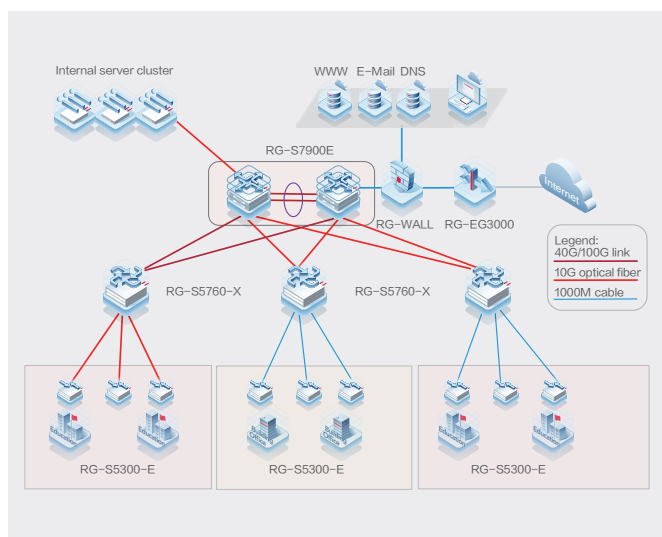 Internal server cluster
WWW E-Mail DNS
RG-S7900E
Internet
RG-WALL RG-EG3000
Legend:
40G/100G link
10G optical fiber
1000M cable
RG-S5760-X RG-S5760-X
Education Education
Office Office
Education Education
RG-S5300-E RG-S5300-E RG-S5300-E